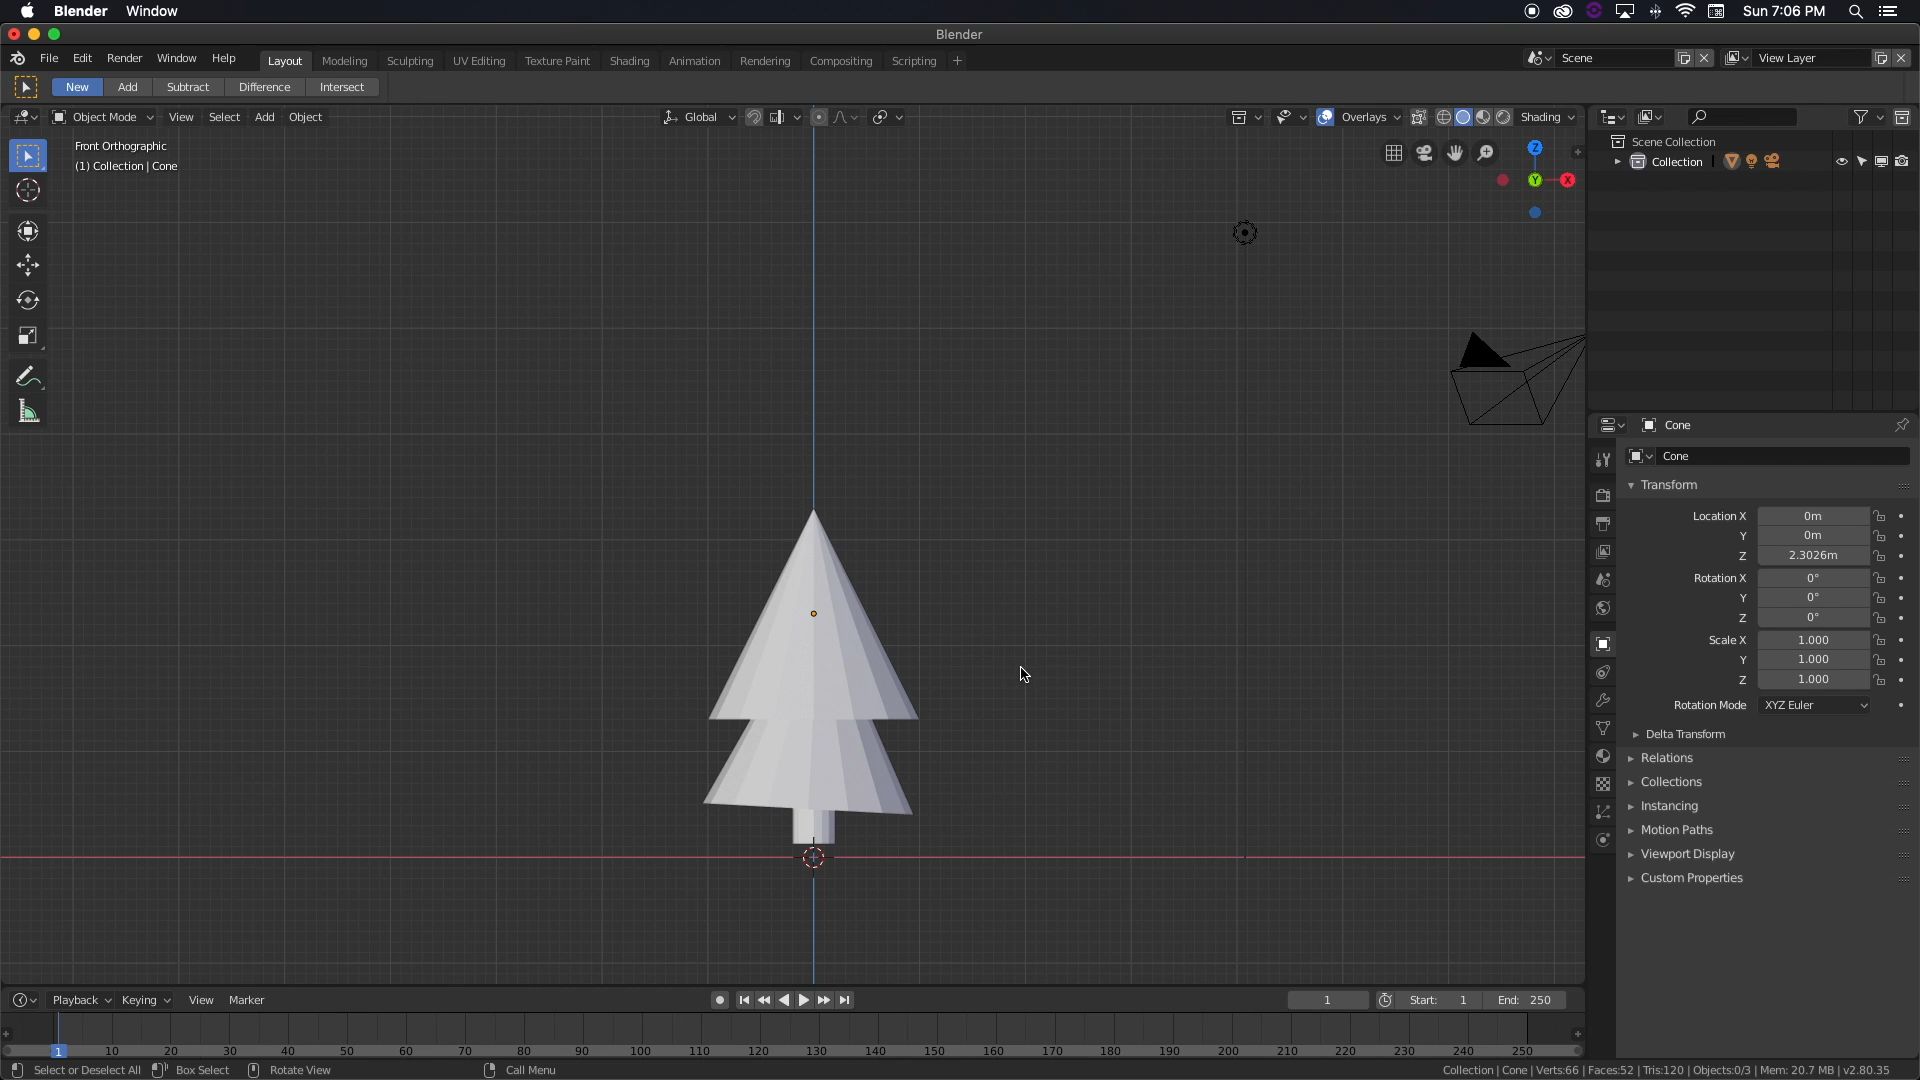 Blender Window Sun 7:06 PM
Blender
File Edit Render Window Help Layout Modeling Sculpting UV Editing Texture Paint Shading Animation Rendering Compositing Scripting + Scene View Layer
New Add Subtract Difference Intersect
Object Mode View Select Add Object Global Overlays Shading
Front Orthographic
(1) Collection | Cone
Z
Y X
Scene Collection
Collection
Cone
Cone
Transform
Location X 0m
Y 0m
Z 2.3026m
Rotation X 0°
Y 0°
Z 0°
Scale X 1.000
Y 1.000
Z 1.000
Rotation Mode XYZ Euler
Delta Transform
Relations
Collections
Instancing
Motion Paths
Viewport Display
Custom Properties
Playback Keying View Marker 1 Start: 1 End: 250
1 10 20 30 40 50 60 70 80 90 100 110 120 130 140 150 160 170 180 190 200 210 220 230 240 250
Select or Deselect All Box Select Rotate View Call Menu Collection | Cone | Verts:66 | Faces:52 | Tris:120 | Objects:0/3 | Mem: 20.7 MB | v2.80.35